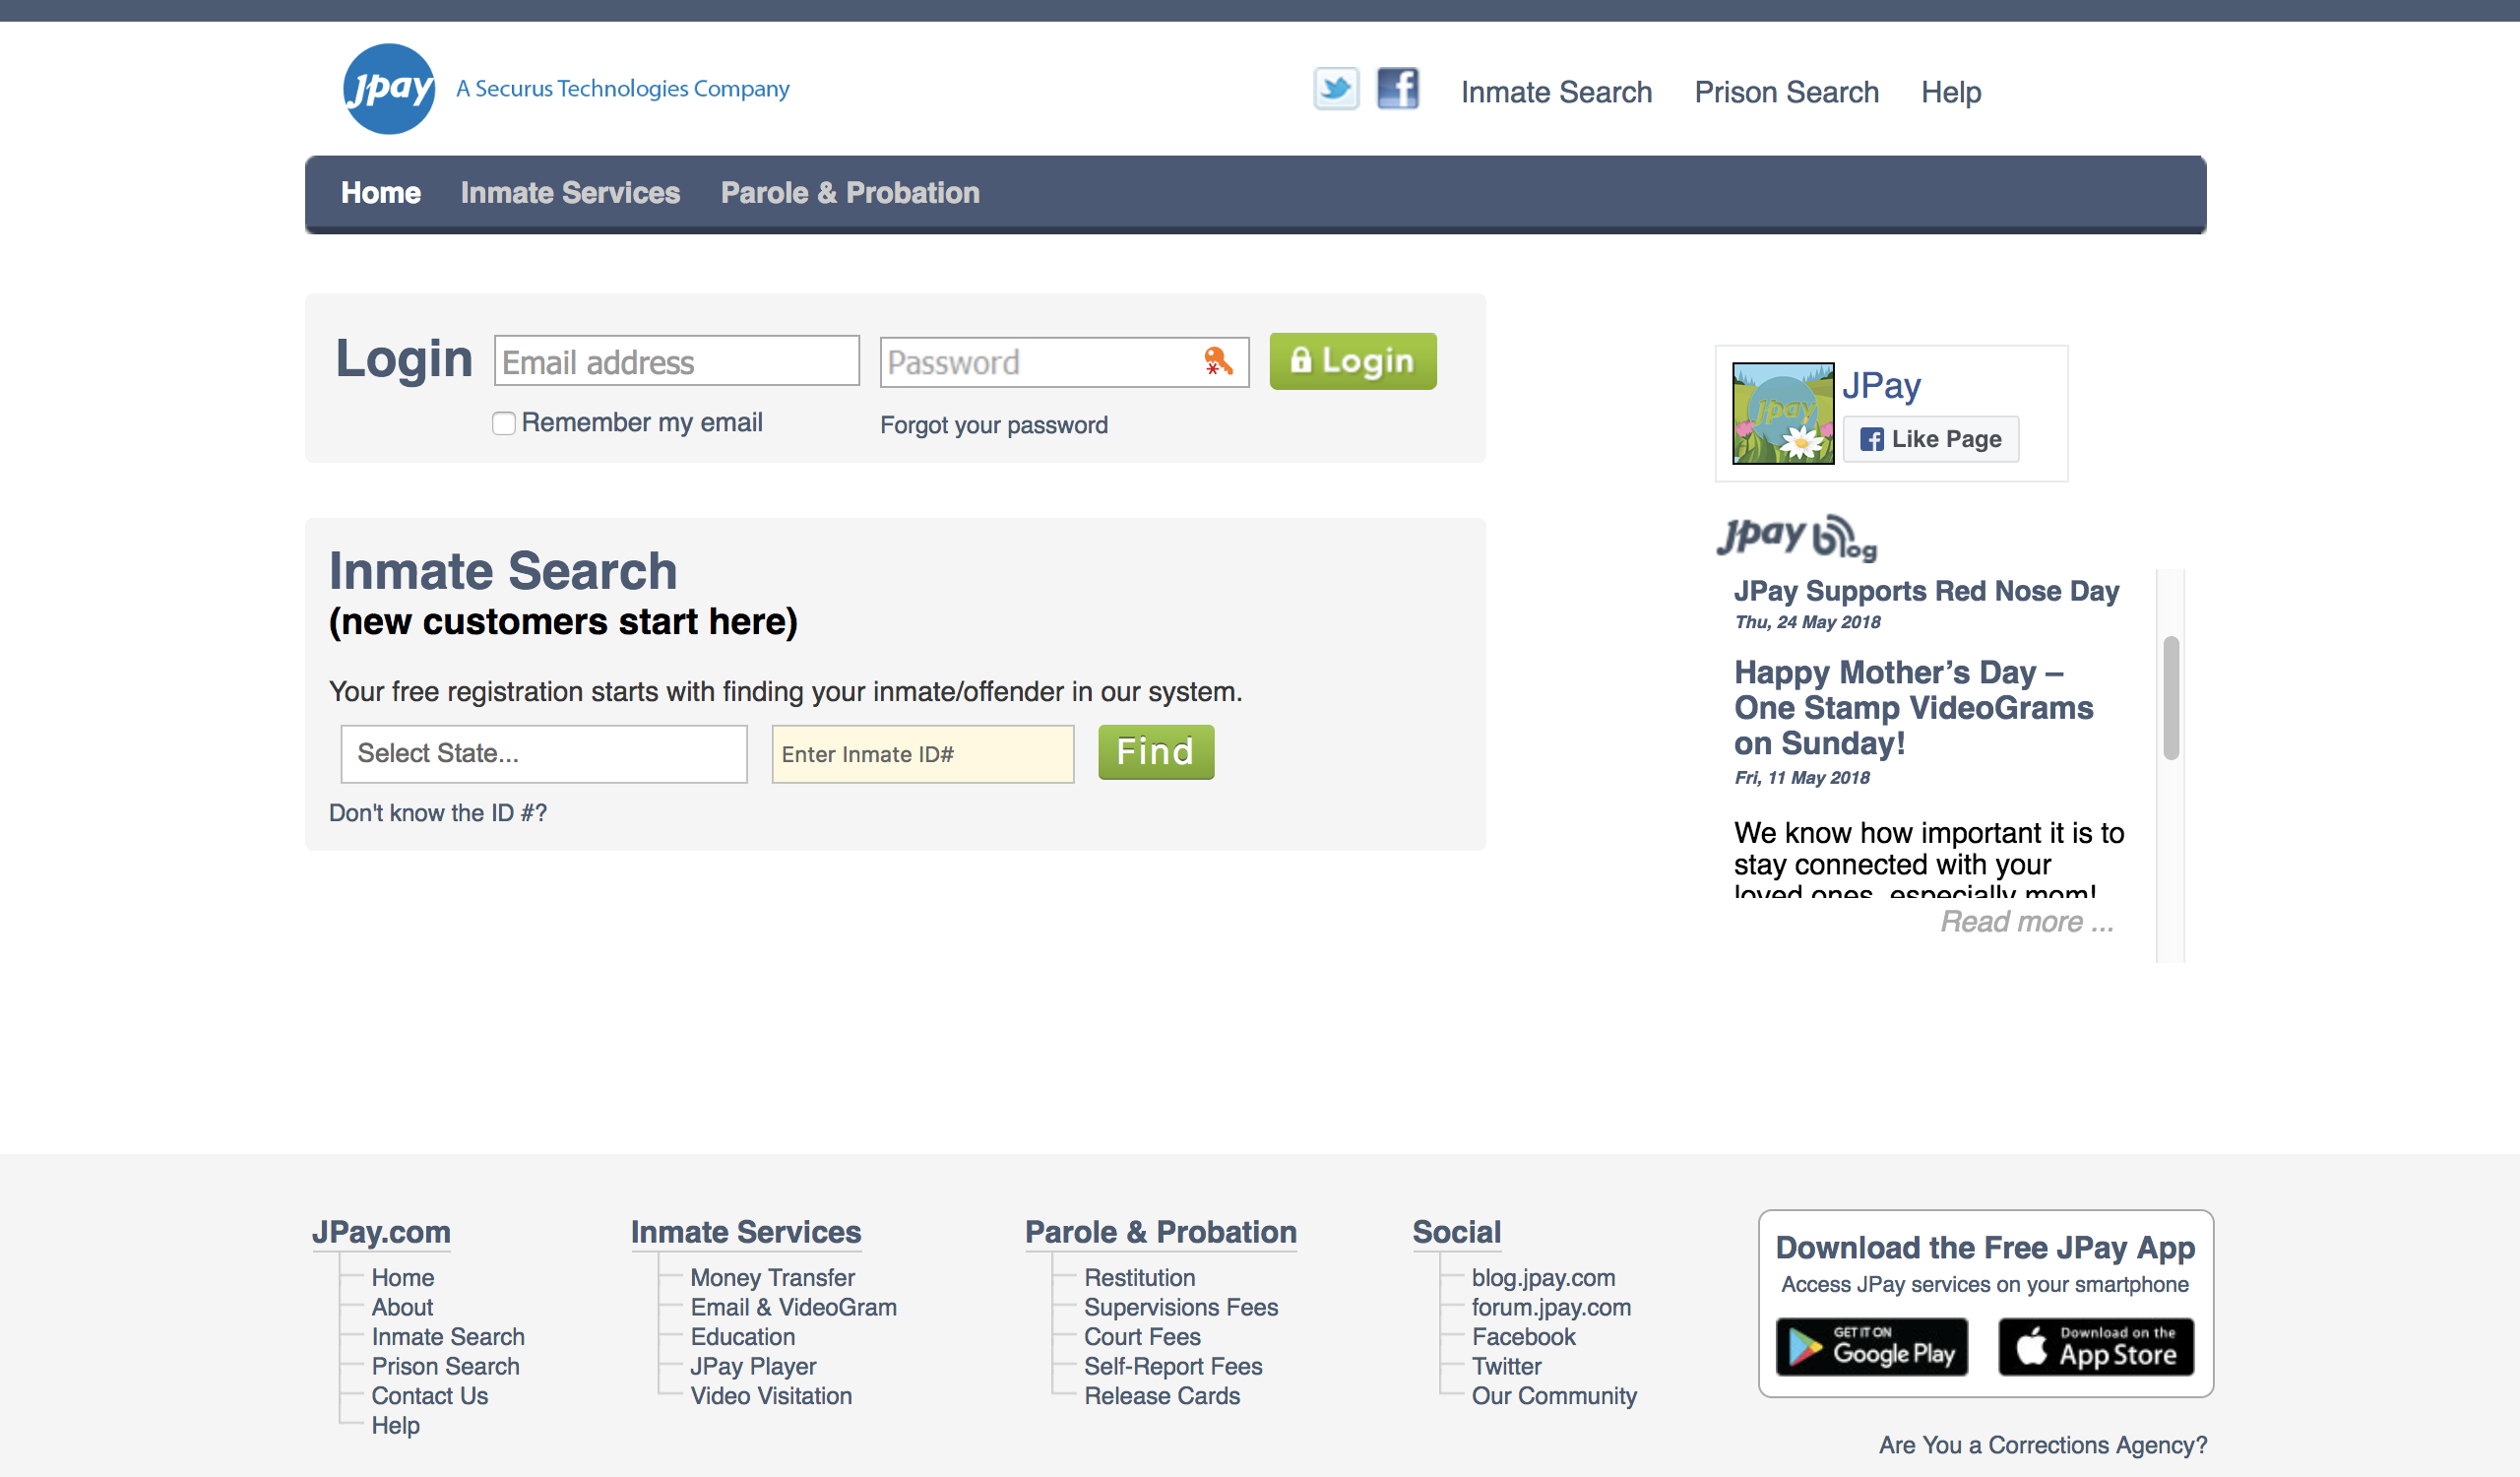 jpay A Securus Technologies Company
Inmate Search Prison Search Help
Home Inmate Services Parole & Probation
Login Email address Password Login
Remember my email Forgot your password
Inmate Search
(new customers start here)
Your free registration starts with finding your inmate/offender in our system.
Select State... Enter Inmate ID# Find
Don't know the ID #?
jpay
JPay
Like Page
jpay blog
JPay Supports Red Nose Day
Thu, 24 May 2018
Happy Mother’s Day –
One Stamp VideoGrams
on Sunday!
Fri, 11 May 2018
We know how important it is to
stay connected with your
loved ones, especially mom!
Read more ...
JPay.com
Home
About
Inmate Search
Prison Search
Contact Us
Help
Inmate Services
Money Transfer
Email & VideoGram
Education
JPay Player
Video Visitation
Parole & Probation
Restitution
Supervisions Fees
Court Fees
Self-Report Fees
Release Cards
Social
blog.jpay.com
forum.jpay.com
Facebook
Twitter
Our Community
Download the Free JPay App
Access JPay services on your smartphone
GET IT ON
Google Play
Download on the
App Store
Are You a Corrections Agency?